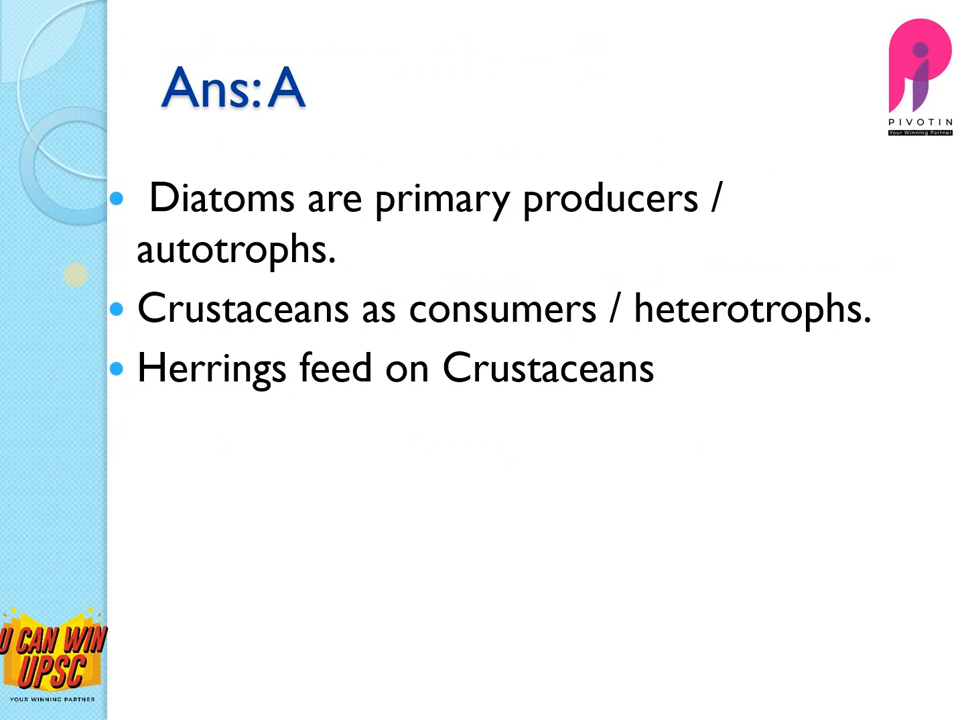 Ans: A
PIVOTIN
Your Winning Partner
• Diatoms are primary producers /
autotrophs.
• Crustaceans as consumers / heterotrophs.
• Herrings feed on Crustaceans
U CAN WIN
UPSC
YOUR WINNING PARTNER